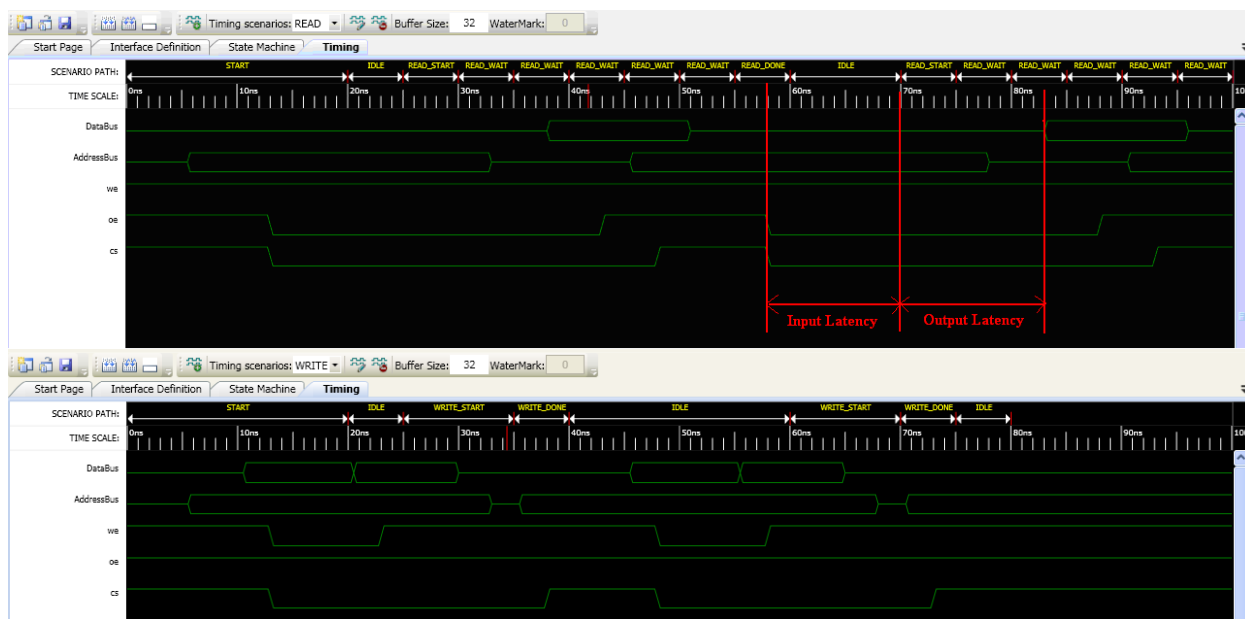 Timing scenarios: READ Buffer Size: 32 WaterMark: 0
Start Page Interface Definition State Machine Timing
SCENARIO PATH: START IDLE READ_START READ_WAIT READ_WAIT READ_WAIT READ_WAIT READ_WAIT READ_DONE IDLE READ_START READ_WAIT READ_WAIT READ_WAIT READ_WAIT READ_WAIT
TIME SCALE: 0ns 10ns 20ns 30ns 40ns 50ns 60ns 70ns 80ns 90ns 10
DataBus
AddressBus
we
oe
cs
Input Latency Output Latency
Timing scenarios: WRITE Buffer Size: 32 WaterMark: 0
Start Page Interface Definition State Machine Timing
SCENARIO PATH: START IDLE WRITE_START WRITE_DONE IDLE WRITE_START WRITE_DONE IDLE
TIME SCALE: 0ns 10ns 20ns 30ns 40ns 50ns 60ns 70ns 80ns 90ns 10
DataBus
AddressBus
we
oe
cs